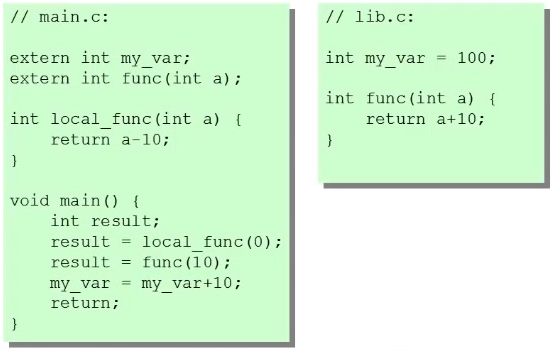 // main.c:
extern int my_var;
extern int func(int a);
int local_func(int a) {
    return a-10;
}
void main() {
    int result;
    result = local_func(0);
    result = func(10);
    my_var = my_var+10;
    return;
}
// lib.c:
int my_var = 100;
int func(int a) {
    return a+10;
}